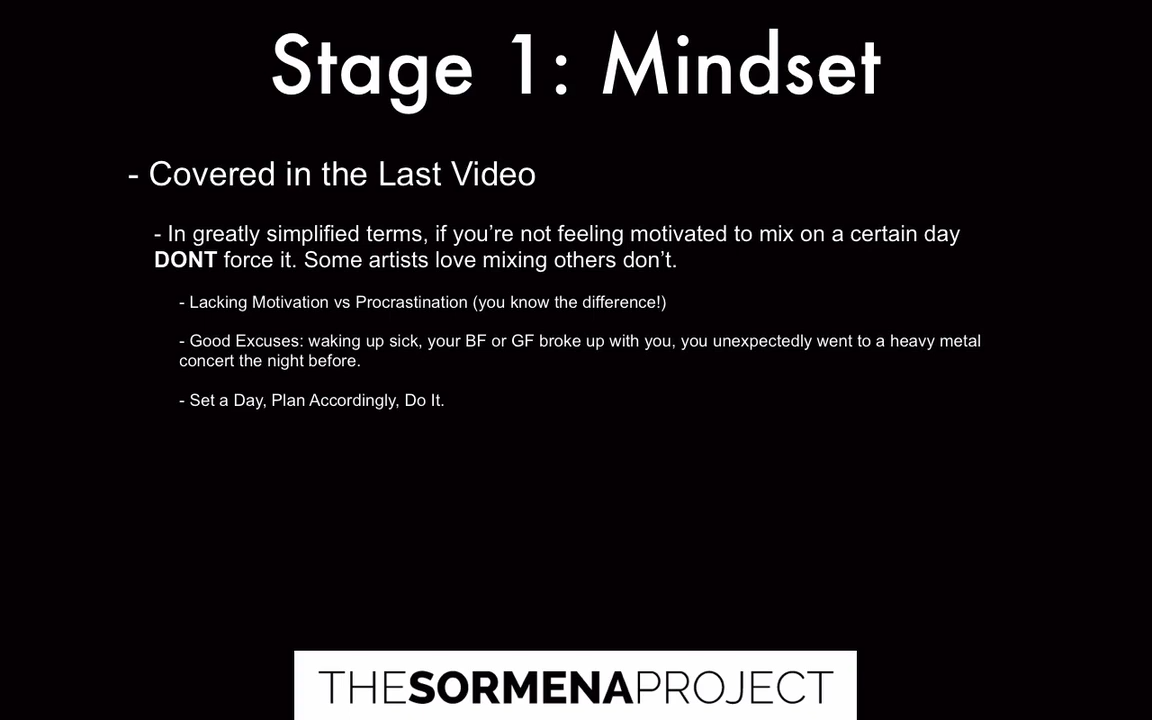 Stage 1: Mindset
- Covered in the Last Video
- In greatly simplified terms, if you’re not feeling motivated to mix on a certain day
DONT force it. Some artists love mixing others don’t.
- Lacking Motivation vs Procrastination (you know the difference!)
- Good Excuses: waking up sick, your BF or GF broke up with you, you unexpectedly went to a heavy metal
concert the night before.
- Set a Day, Plan Accordingly, Do It.
THESORMENAPROJECT